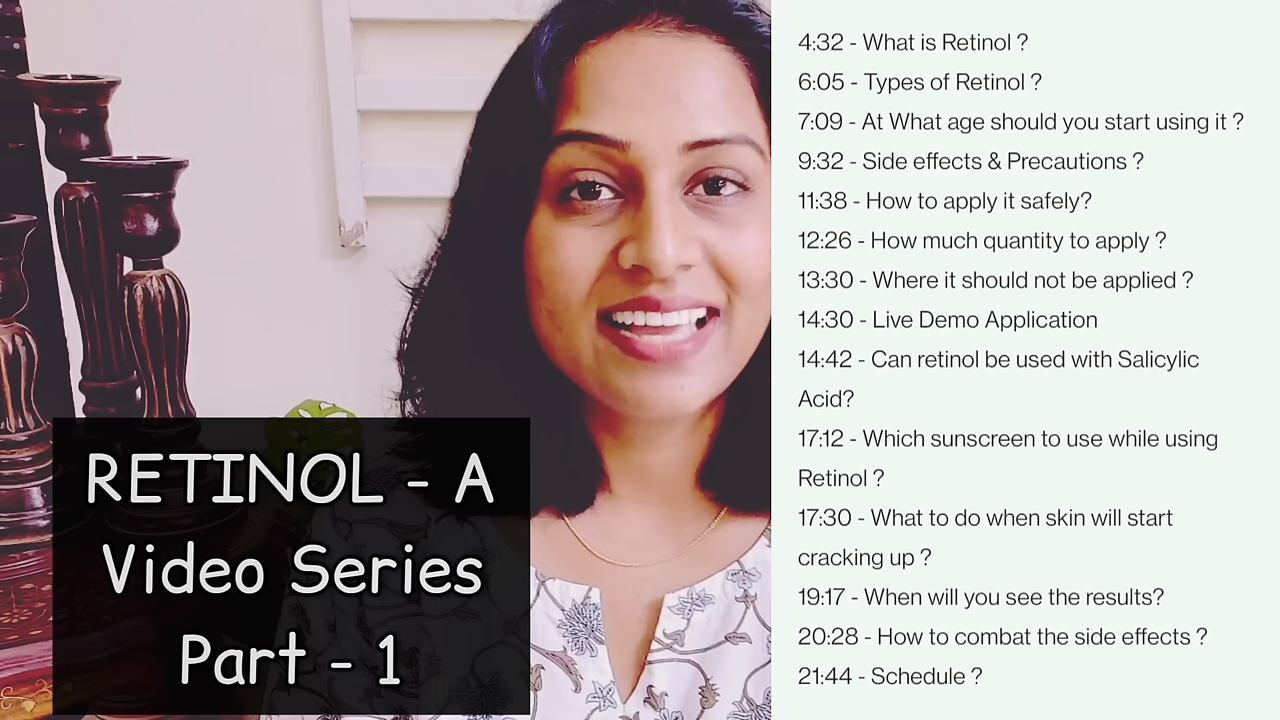 RETINOL - A
Video Series
Part - 1
4:32 - What is Retinol ?
6:05 - Types of Retinol ?
7:09 - At What age should you start using it ?
9:32 - Side effects & Precautions ?
11:38 - How to apply it safely?
12:26 - How much quantity to apply ?
13:30 - Where it should not be applied ?
14:30 - Live Demo Application
14:42 - Can retinol be used with Salicylic
Acid?
17:12 - Which sunscreen to use while using
Retinol ?
17:30 - What to do when skin will start
cracking up ?
19:17 - When will you see the results?
20:28 - How to combat the side effects ?
21:44 - Schedule ?